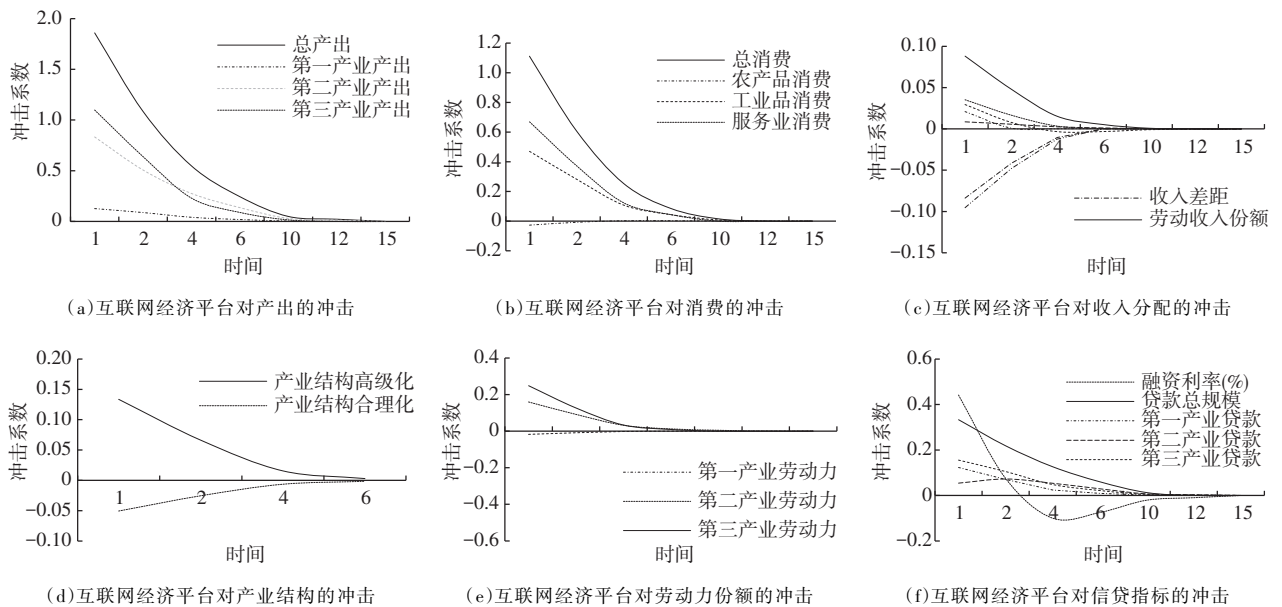 冲击系数
2.0
1.5
1.0
0.5
0
总产出
第一产业产出
第二产业产出
第三产业产出
1 2 4 6 10 12 15
时间
(a)互联网经济平台对产出的冲击
冲击系数
1.2
1.0
0.8
0.6
0.4
0.2
0
-0.2
总消费
农产品消费
工业品消费
服务业消费
1 2 4 6 10 12 15
时间
(b)互联网经济平台对消费的冲击
冲击系数
0.10
0.05
0
-0.05
-0.10
-0.15
1 2 4 6 10 12 15
收入差距
劳动收入份额
时间
(c)互联网经济平台对收入分配的冲击
冲击系数
0.20
0.15
0.10
0.05
0
-0.05
-0.10
产业结构高级化
产业结构合理化
1 2 4 6
时间
(d)互联网经济平台对产业结构的冲击
冲击系数
0.4
0.2
0
-0.2
-0.4
-0.6
1 2 4 6 10 12 15
第一产业劳动力
第二产业劳动力
第三产业劳动力
时间
(e)互联网经济平台对劳动力份额的冲击
冲击系数
0.6
0.4
0.2
0
-0.2
融资利率(%)
贷款总规模
第一产业贷款
第二产业贷款
第三产业贷款
1 2 4 6 10 12 15
时间
(f)互联网经济平台对信贷指标的冲击